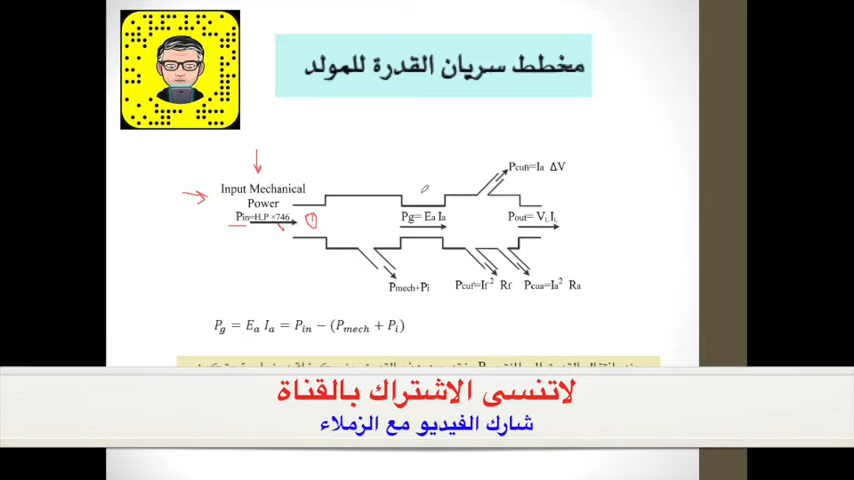 مخطط سريان القدرة للمولد
Pcun=Ia ΔV
Input Mechanical
Power
Pin=H.P ×746
Pg= Ea Ia
Pout= VL IL
Pmech+Pi
Pcuf=If² Rf
Pcua=Ia² Ra
Pg = Ea Ia = Pin − (Pmech + Pi)
لاتنسى الاشتراك بالقناة
شارك الفيديو مع الزملاء